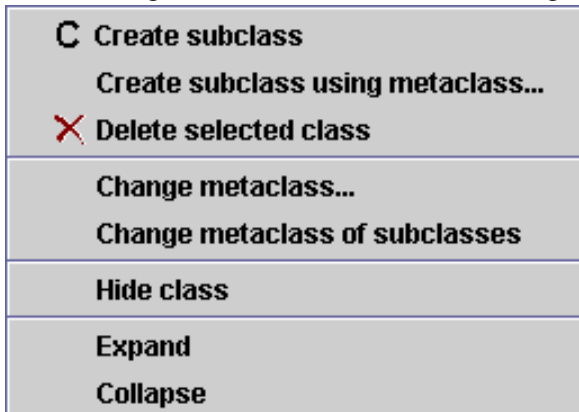 C Create subclass
Create subclass using metaclass...
Delete selected class
Change metaclass...
Change metaclass of subclasses
Hide class
Expand
Collapse